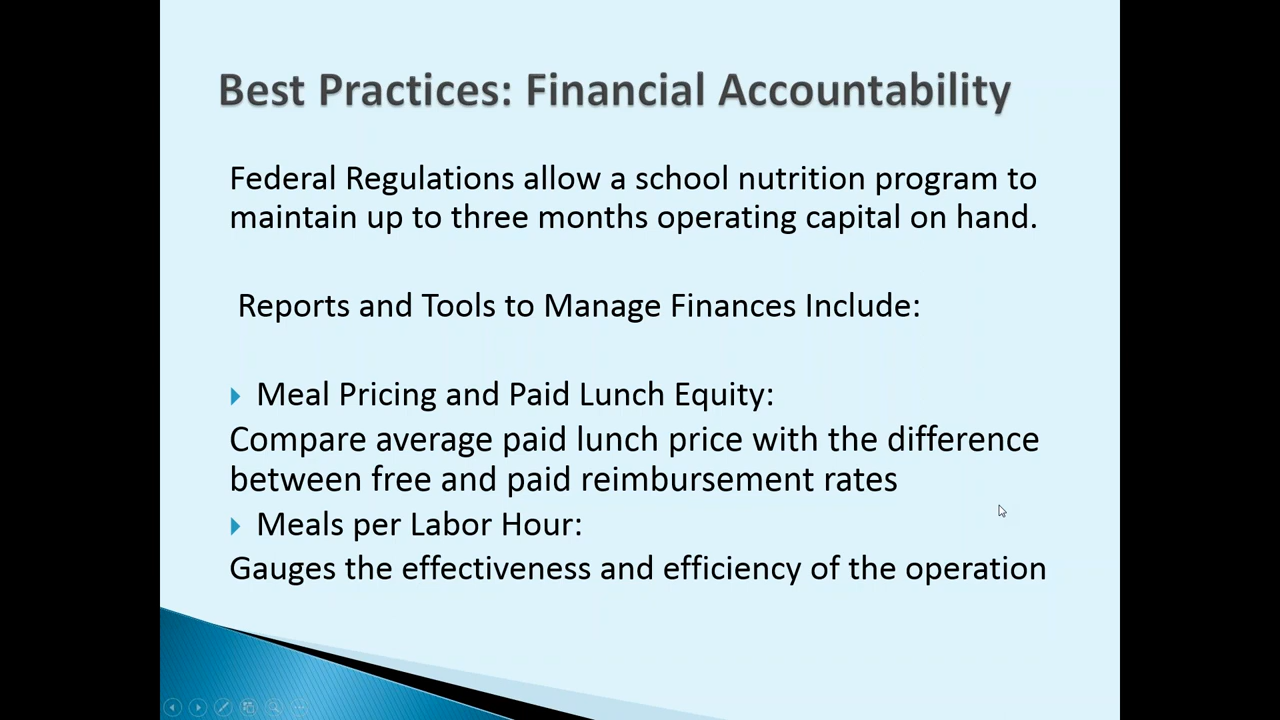 Best Practices: Financial Accountability
Federal Regulations allow a school nutrition program to
maintain up to three months operating capital on hand.
Reports and Tools to Manage Finances Include:
Meal Pricing and Paid Lunch Equity:
Compare average paid lunch price with the difference
between free and paid reimbursement rates
Meals per Labor Hour:
Gauges the effectiveness and efficiency of the operation